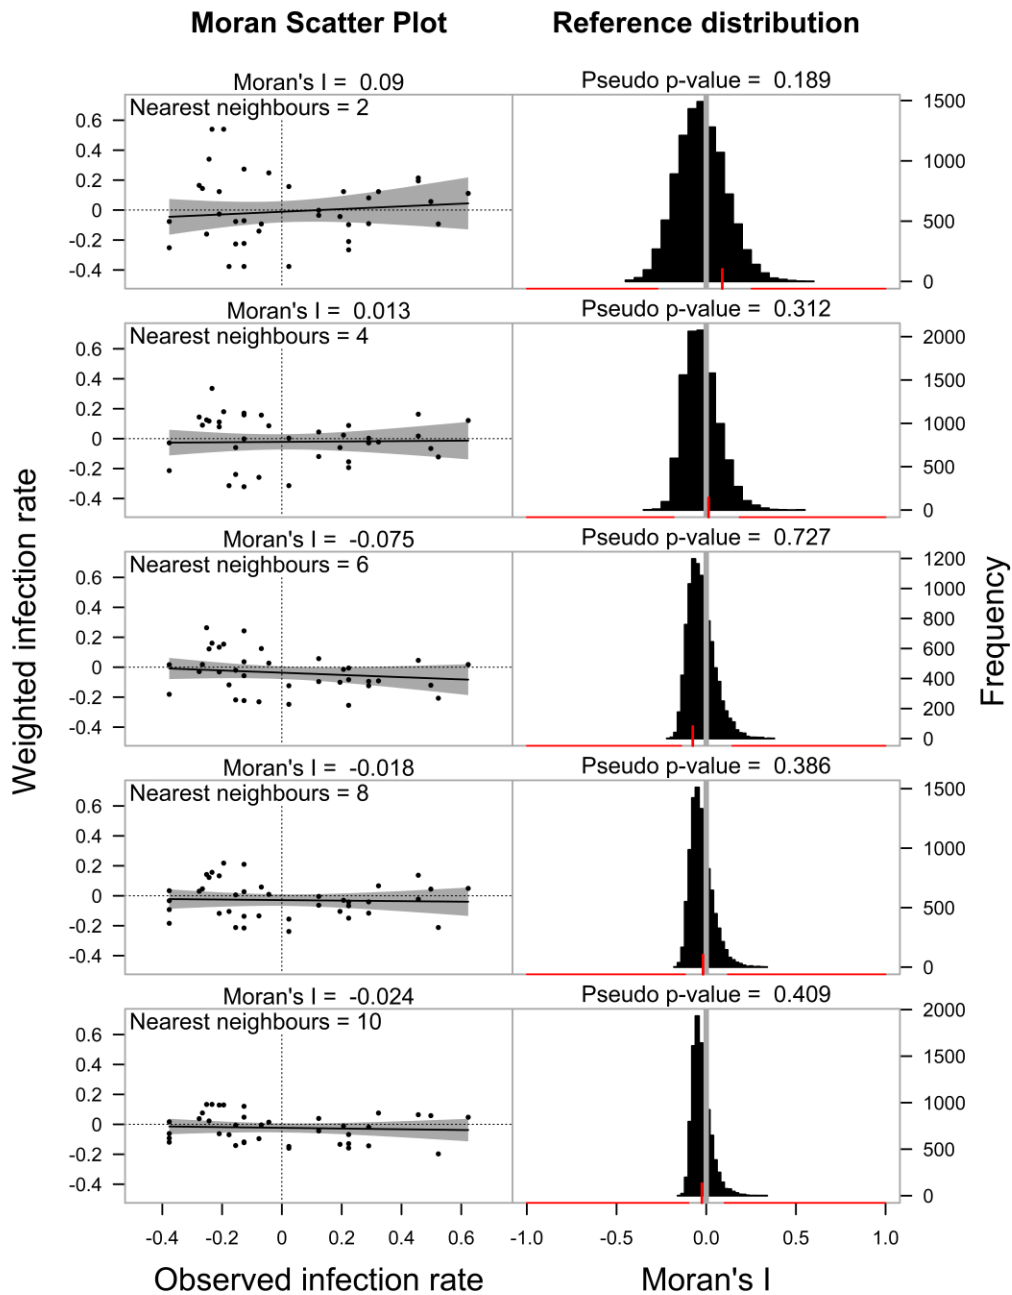 Moran Scatter Plot
Reference distribution
Moran's I = 0.09
Pseudo p-value = 0.189
Nearest neighbours = 2
0.6
0.4
0.2
0
-0.2
-0.4
1500
1000
500
0
Moran's I = 0.013
Pseudo p-value = 0.312
Nearest neighbours = 4
0.6
0.4
0.2
0
-0.2
-0.4
2000
1500
1000
500
0
Moran's I = -0.075
Pseudo p-value = 0.727
Nearest neighbours = 6
0.6
0.4
0.2
0
-0.2
-0.4
1200
1000
800
600
400
200
0
Moran's I = -0.018
Pseudo p-value = 0.386
Nearest neighbours = 8
0.6
0.4
0.2
0
-0.2
-0.4
1500
1000
500
0
Moran's I = -0.024
Pseudo p-value = 0.409
Nearest neighbours = 10
0.6
0.4
0.2
0
-0.2
-0.4
2000
1500
1000
500
0
-0.4 -0.2 0 0.2 0.4 0.6
-1.0 -0.5 0.0 0.5 1.0
Observed infection rate
Moran's I
Weighted infection rate
Frequency